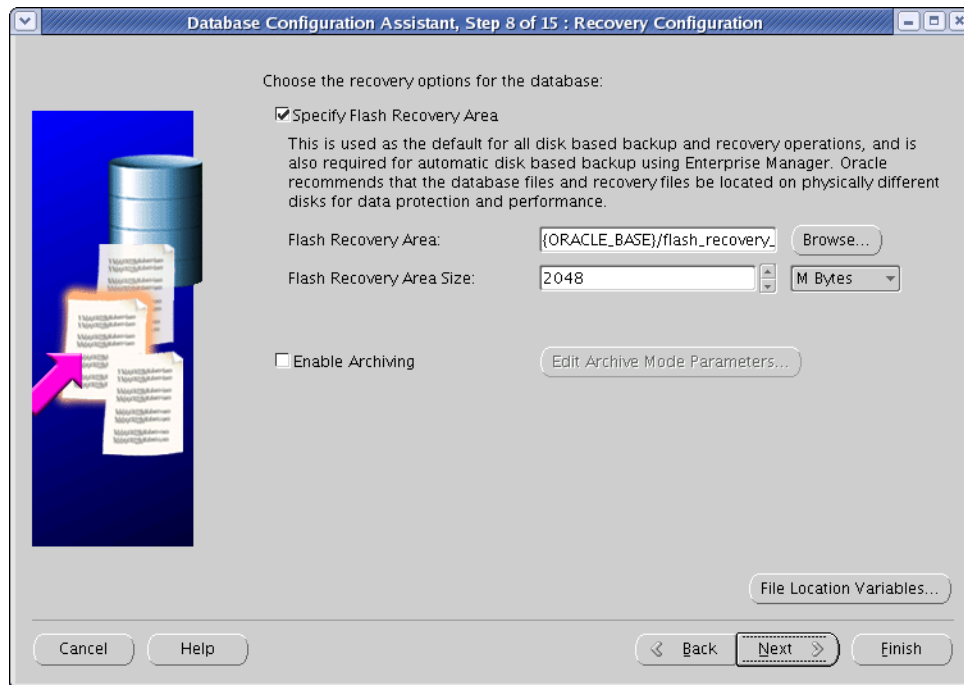 Database Configuration Assistant, Step 8 of 15 : Recovery Configuration
Choose the recovery options for the database:
Specify Flash Recovery Area
This is used as the default for all disk based backup and recovery operations, and is
also required for automatic disk based backup using Enterprise Manager. Oracle
recommends that the database files and recovery files be located on physically different
disks for data protection and performance.
Flash Recovery Area: {ORACLE_BASE}/flash_recovery_ Browse...
Flash Recovery Area Size: 2048 M Bytes
Enable Archiving Edit Archive Mode Parameters...
File Location Variables...
Cancel Help Back Next Finish